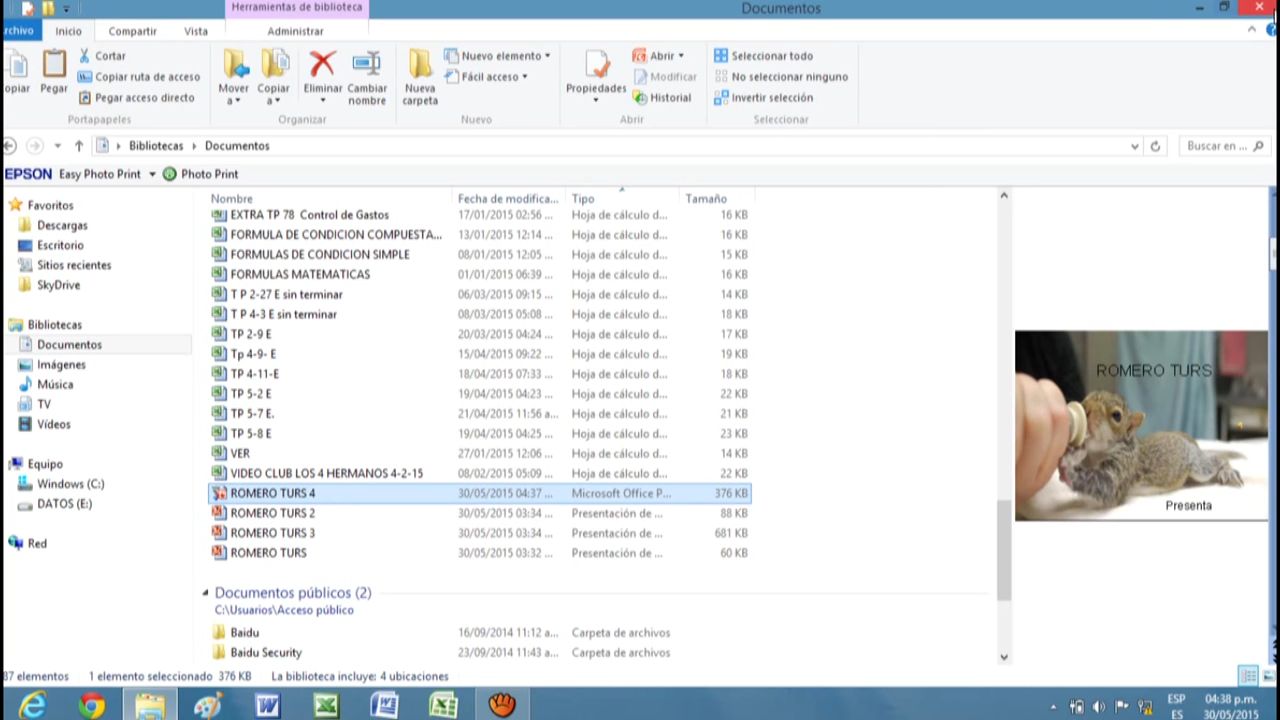 Herramientas de biblioteca
Documentos
rchivo Inicio Compartir Vista Administrar
opiar
Pegar
Cortar
Copiar ruta de acceso
Pegar acceso directo
Portapapeles
Mover a
Copiar a
Eliminar
Cambiar nombre
Organizar
Nueva carpeta
Nuevo elemento
Fácil acceso
Nuevo
Propiedades
Abrir
Modificar
Historial
Abrir
Seleccionar todo
No seleccionar ninguno
Invertir selección
Seleccionar
Bibliotecas Documentos
Buscar en ...
EPSON Easy Photo Print Photo Print
Favoritos
Descargas
Escritorio
Sitios recientes
SkyDrive
Bibliotecas
Documentos
Imágenes
Música
TV
Vídeos
Equipo
Windows (C:)
DATOS (E:)
Red
Nombre Fecha de modifica... Tipo Tamaño
EXTRA TP 78 Control de Gastos 17/01/2015 02:56 ... Hoja de cálculo d... 16 KB
FORMULA DE CONDICION COMPUESTA... 13/01/2015 12:14 ... Hoja de cálculo d... 16 KB
FORMULAS DE CONDICION SIMPLE 08/01/2015 12:05 ... Hoja de cálculo d... 15 KB
FORMULAS MATEMATICAS 01/01/2015 06:39 ... Hoja de cálculo d... 16 KB
T P 2-27 E sin terminar 06/03/2015 09:15 ... Hoja de cálculo d... 14 KB
T P 4-3 E sin terminar 08/03/2015 05:08 ... Hoja de cálculo d... 18 KB
TP 2-9 E 20/03/2015 04:24 ... Hoja de cálculo d... 17 KB
Tp 4-9- E 15/04/2015 09:22 ... Hoja de cálculo d... 19 KB
TP 4-11-E 18/04/2015 07:33 ... Hoja de cálculo d... 18 KB
TP 5-2 E 19/04/2015 04:23 ... Hoja de cálculo d... 22 KB
TP 5-7 E. 21/04/2015 11:56 a... Hoja de cálculo d... 21 KB
TP 5-8 E 19/04/2015 04:25 ... Hoja de cálculo d... 23 KB
VER 27/01/2015 12:06 ... Hoja de cálculo d... 14 KB
VIDEO CLUB LOS 4 HERMANOS 4-2-15 08/02/2015 05:09 ... Hoja de cálculo d... 22 KB
ROMERO TURS 4 30/05/2015 04:37 ... Microsoft Office P... 376 KB
ROMERO TURS 2 30/05/2015 03:34 ... Presentación de ... 88 KB
ROMERO TURS 3 30/05/2015 03:34 ... Presentación de ... 681 KB
ROMERO TURS 30/05/2015 03:32 ... Presentación de ... 60 KB
Documentos públicos (2)
C:\Usuarios\Acceso público
Baidu 16/09/2014 11:12 a... Carpeta de archivos
Baidu Security 23/09/2014 11:43 a... Carpeta de archivos
ROMERO TURS
Presenta
37 elementos 1 elemento seleccionado 376 KB La biblioteca incluye: 4 ubicaciones
ESP
ES
04:38 p.m.
30/05/2015